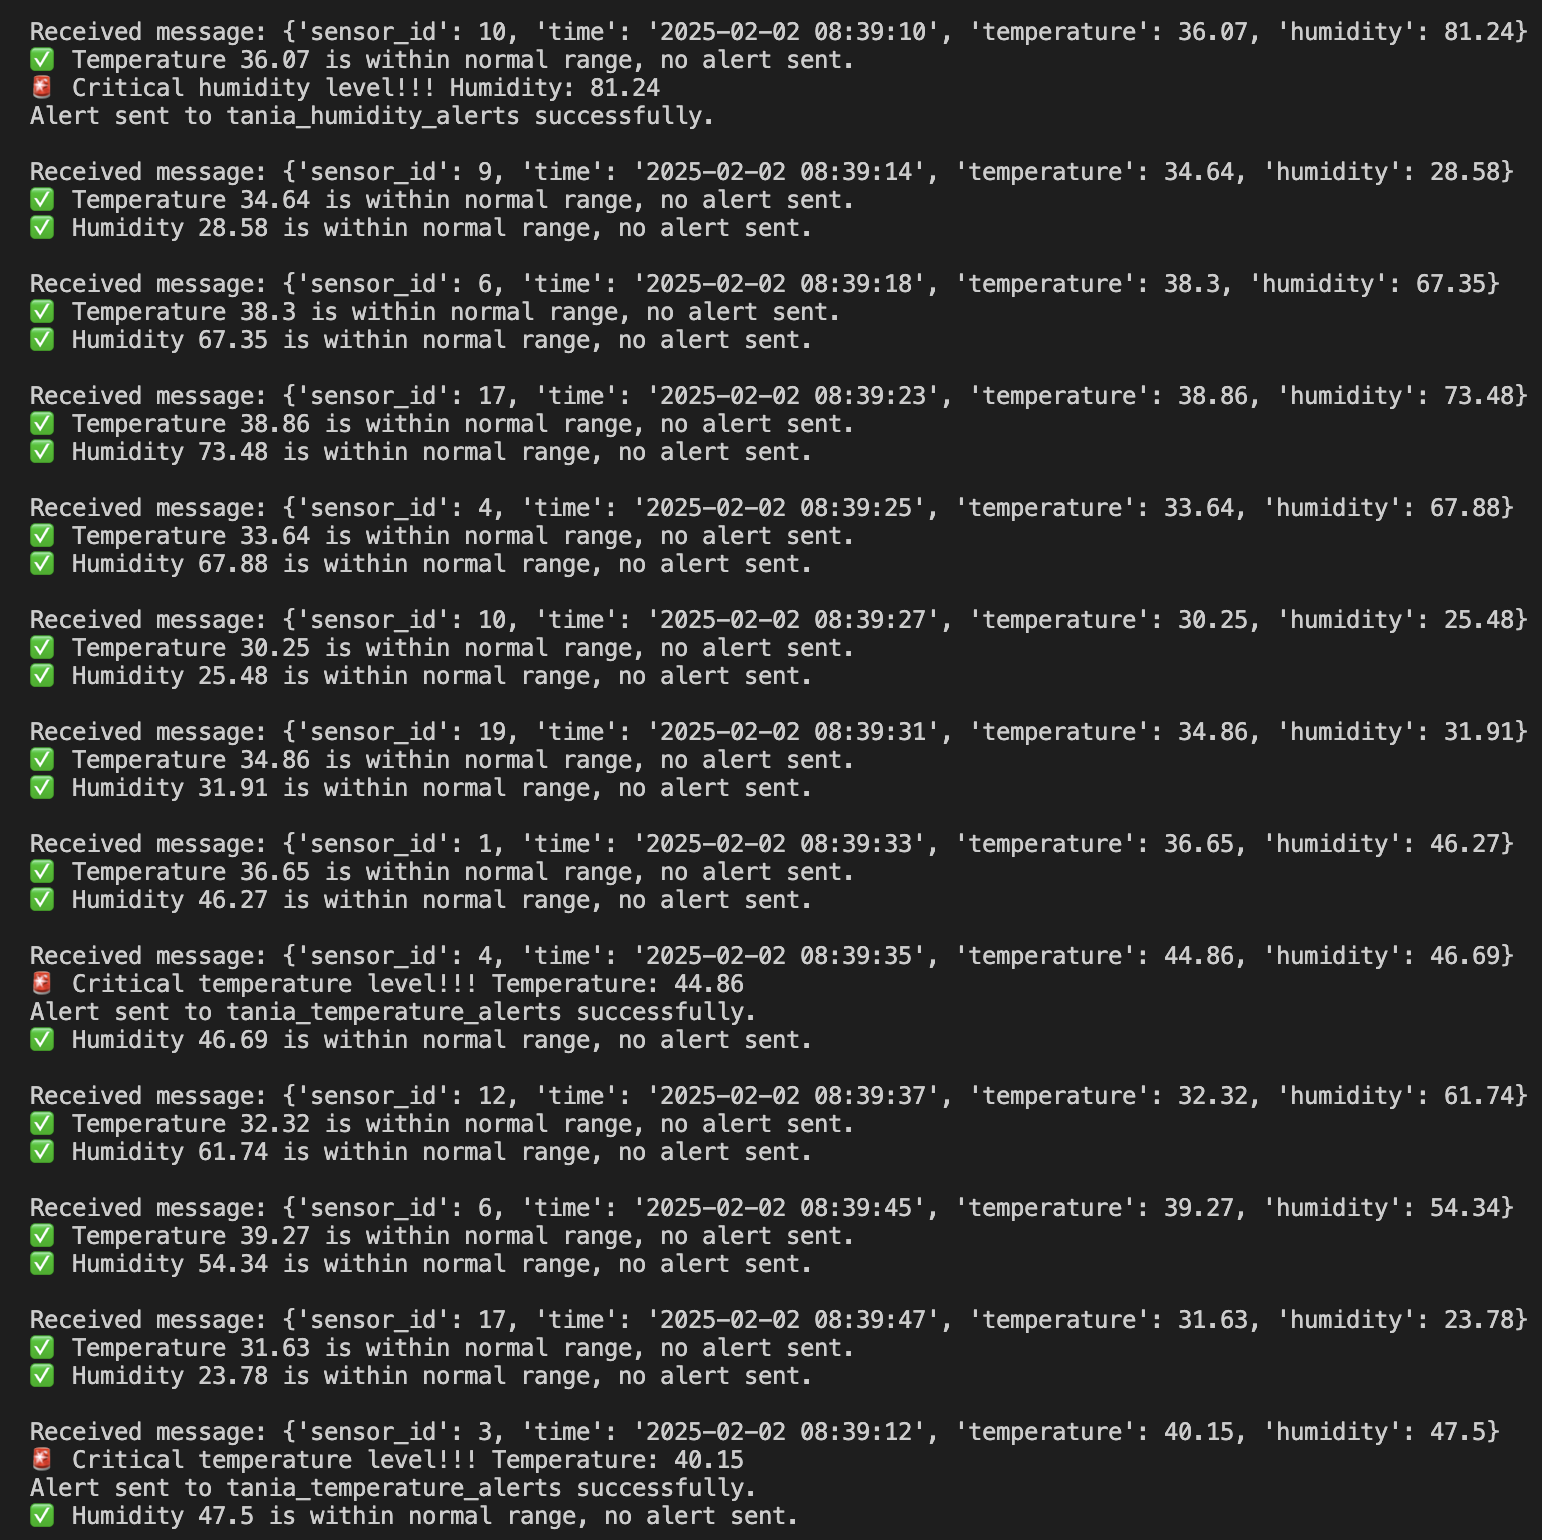 Received message: {'sensor_id': 10, 'time': '2025-02-02 08:39:10', 'temperature': 36.07, 'humidity': 81.24}
✅ Temperature 36.07 is within normal range, no alert sent.
🚨 Critical humidity level!!! Humidity: 81.24
Alert sent to tania_humidity_alerts successfully.

Received message: {'sensor_id': 9, 'time': '2025-02-02 08:39:14', 'temperature': 34.64, 'humidity': 28.58}
✅ Temperature 34.64 is within normal range, no alert sent.
✅ Humidity 28.58 is within normal range, no alert sent.

Received message: {'sensor_id': 6, 'time': '2025-02-02 08:39:18', 'temperature': 38.3, 'humidity': 67.35}
✅ Temperature 38.3 is within normal range, no alert sent.
✅ Humidity 67.35 is within normal range, no alert sent.

Received message: {'sensor_id': 17, 'time': '2025-02-02 08:39:23', 'temperature': 38.86, 'humidity': 73.48}
✅ Temperature 38.86 is within normal range, no alert sent.
✅ Humidity 73.48 is within normal range, no alert sent.

Received message: {'sensor_id': 4, 'time': '2025-02-02 08:39:25', 'temperature': 33.64, 'humidity': 67.88}
✅ Temperature 33.64 is within normal range, no alert sent.
✅ Humidity 67.88 is within normal range, no alert sent.

Received message: {'sensor_id': 10, 'time': '2025-02-02 08:39:27', 'temperature': 30.25, 'humidity': 25.48}
✅ Temperature 30.25 is within normal range, no alert sent.
✅ Humidity 25.48 is within normal range, no alert sent.

Received message: {'sensor_id': 19, 'time': '2025-02-02 08:39:31', 'temperature': 34.86, 'humidity': 31.91}
✅ Temperature 34.86 is within normal range, no alert sent.
✅ Humidity 31.91 is within normal range, no alert sent.

Received message: {'sensor_id': 1, 'time': '2025-02-02 08:39:33', 'temperature': 36.65, 'humidity': 46.27}
✅ Temperature 36.65 is within normal range, no alert sent.
✅ Humidity 46.27 is within normal range, no alert sent.

Received message: {'sensor_id': 4, 'time': '2025-02-02 08:39:35', 'temperature': 44.86, 'humidity': 46.69}
🚨 Critical temperature level!!! Temperature: 44.86
Alert sent to tania_temperature_alerts successfully.
✅ Humidity 46.69 is within normal range, no alert sent.

Received message: {'sensor_id': 12, 'time': '2025-02-02 08:39:37', 'temperature': 32.32, 'humidity': 61.74}
✅ Temperature 32.32 is within normal range, no alert sent.
✅ Humidity 61.74 is within normal range, no alert sent.

Received message: {'sensor_id': 6, 'time': '2025-02-02 08:39:45', 'temperature': 39.27, 'humidity': 54.34}
✅ Temperature 39.27 is within normal range, no alert sent.
✅ Humidity 54.34 is within normal range, no alert sent.

Received message: {'sensor_id': 17, 'time': '2025-02-02 08:39:47', 'temperature': 31.63, 'humidity': 23.78}
✅ Temperature 31.63 is within normal range, no alert sent.
✅ Humidity 23.78 is within normal range, no alert sent.

Received message: {'sensor_id': 3, 'time': '2025-02-02 08:39:12', 'temperature': 40.15, 'humidity': 47.5}
🚨 Critical temperature level!!! Temperature: 40.15
Alert sent to tania_temperature_alerts successfully.
✅ Humidity 47.5 is within normal range, no alert sent.